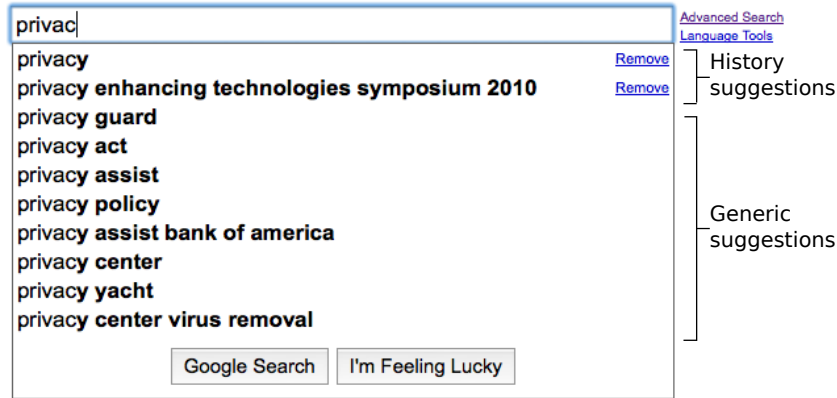 privac
Advanced Search
Language Tools
privacy Remove
privacy enhancing technologies symposium 2010 Remove
History
suggestions
privacy guard
privacy act
privacy assist
privacy policy
privacy assist bank of america
privacy center
privacy yacht
privacy center virus removal
Generic
suggestions
Google Search I'm Feeling Lucky